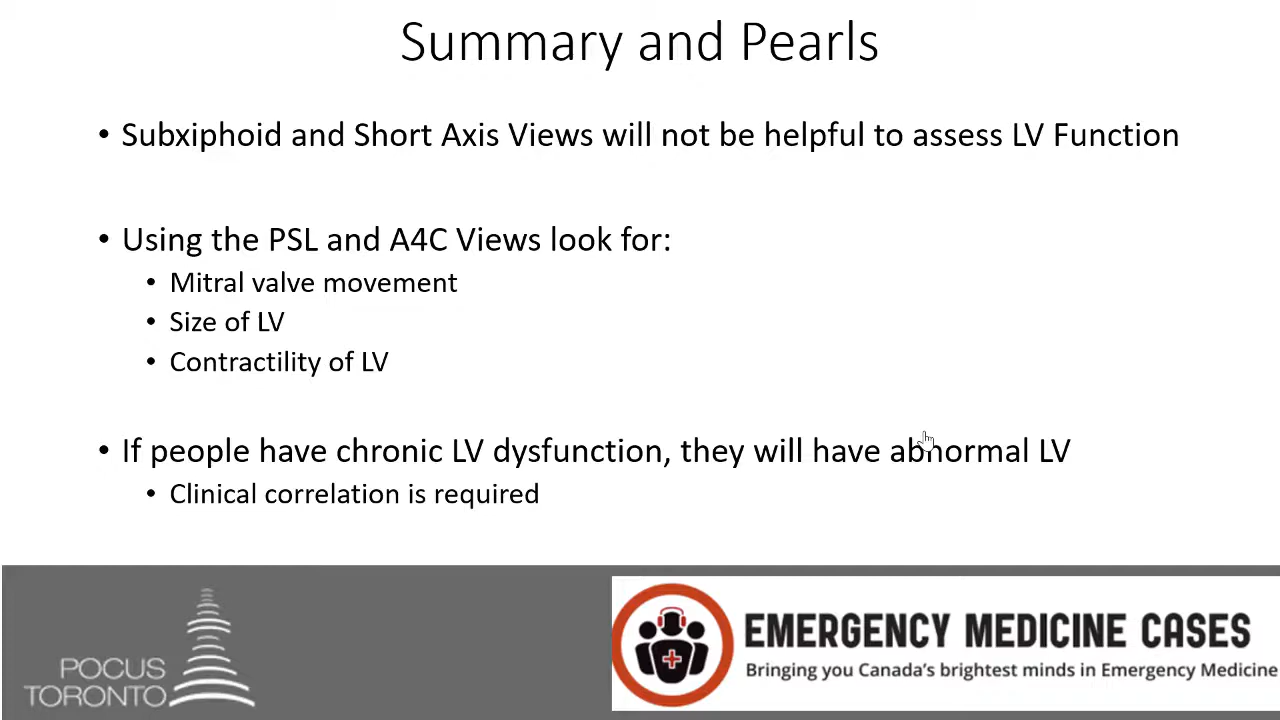 Summary and Pearls
• Subxiphoid and Short Axis Views will not be helpful to assess LV Function
• Using the PSL and A4C Views look for:
• Mitral valve movement
• Size of LV
• Contractility of LV
• If people have chronic LV dysfunction, they will have abnormal LV
• Clinical correlation is required
POCUS
TORONTO
EMERGENCY MEDICINE CASES
Bringing you Canada's brightest minds in Emergency Medicine